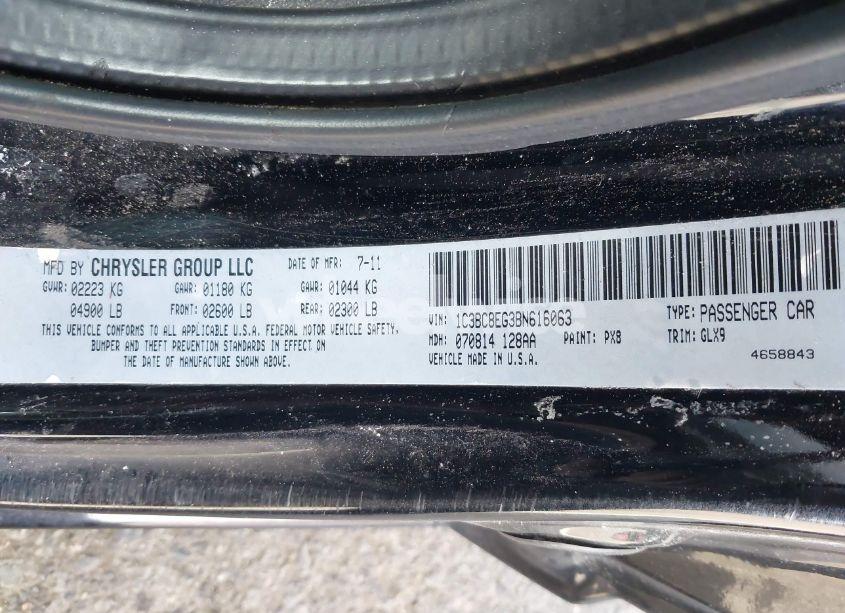 MFD BY CHRYSLER GROUP LLC DATE OF MFR: 7-11
GVWR: 02223 KG GAWR: 01180 KG GAWR: 01044 KG
04900 LB FRONT: 02600 LB REAR: 02300 LB
THIS VEHICLE CONFORMS TO ALL APPLICABLE U.S.A. FEDERAL MOTOR VEHICLE SAFETY,
BUMPER AND THEFT PREVENTION STANDARDS IN EFFECT ON
THE DATE OF MANUFACTURE SHOWN ABOVE.
VIN: 1C3BC8EG3BN616063 TYPE: PASSENGER CAR
MDH: 070814 128AA PAINT: PX8 TRIM: GLX9
VEHICLE MADE IN U.S.A. 4658843